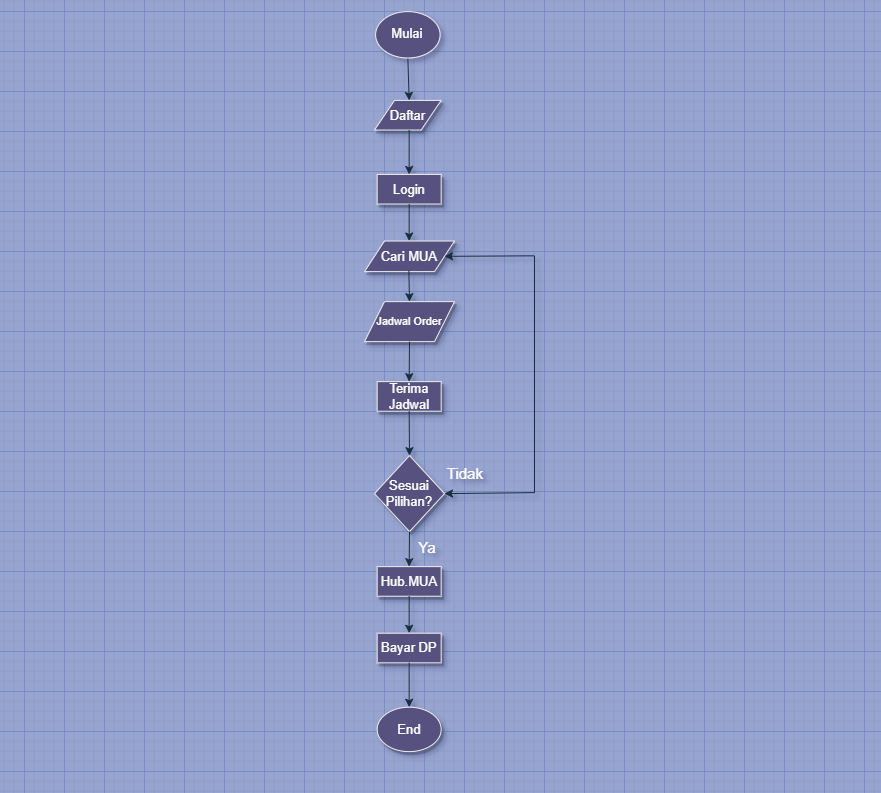 Mulai
Daftar
Login
Cari MUA
Jadwal Order
Terima
Jadwal
Sesuai
Pilihan?
Tidak
Ya
Hub.MUA
Bayar DP
End